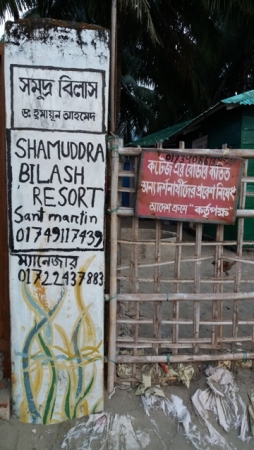 সমুদ্র বিলাস
ডঃ হুমায়ূন আহমেদ
SHAMUDDRA
BILASH
RESORT
Sant martin
01749117439
ম্যানেজার
01722437883
কটেজ এর বোর্ডার ব্যতিত
অন্য দর্শনার্থীদের প্রবেশ নিষেধ
আদেশ ক্রমে "কর্তৃপক্ষ"